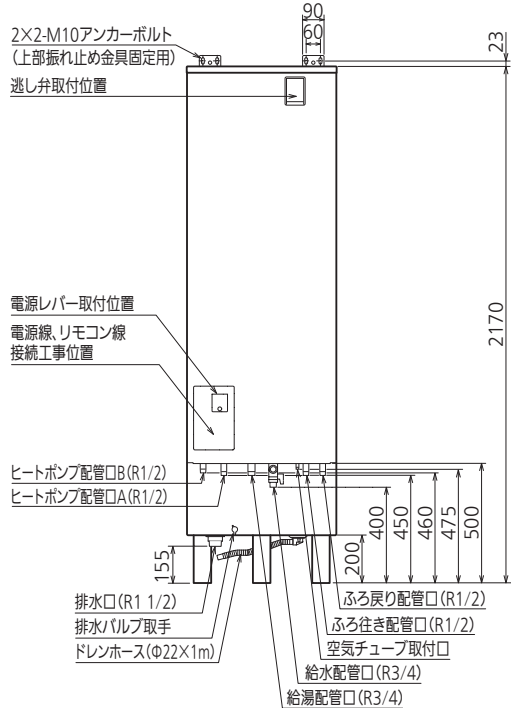 90
60
23
2×2-M10アンカーボルト
(上部振れ止め金具固定用)
逃し弁取付位置
2170
電源レバー取付位置
電源線、リモコン線
接続工事位置
ヒートポンプ配管口B(R1/2)
ヒートポンプ配管口A(R1/2)
155
200
400
450
460
475
500
排水口(R1 1/2)
排水バルブ取手
ドレンホース(Φ22×1m)
ふろ戻り配管口(R1/2)
ふろ往き配管口(R1/2)
空気チューブ取付口
給水配管口(R3/4)
給湯配管口(R3/4)